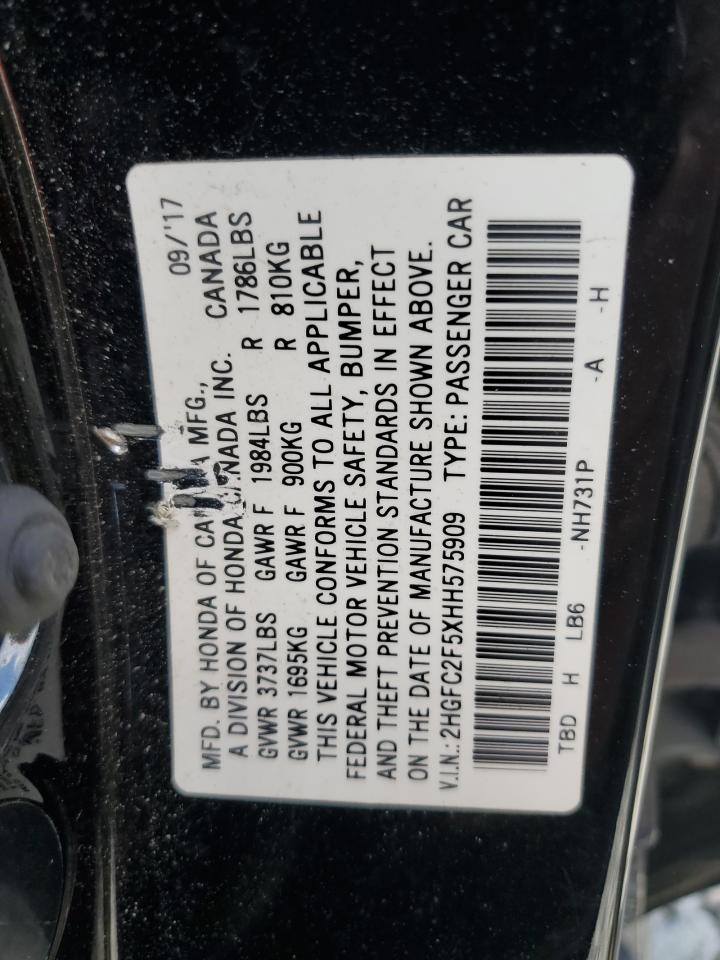 09/'17
MFD. BY HONDA OF CA A MFG.,
A DIVISION OF HONDA NADA INC. CANADA
GVWR 3737LBS GAWR F 1984LBS R 1786LBS
GVWR 1695KG GAWR F 900KG R 810KG
THIS VEHICLE CONFORMS TO ALL APPLICABLE
FEDERAL MOTOR VEHICLE SAFETY, BUMPER,
AND THEFT PREVENTION STANDARDS IN EFFECT
ON THE DATE OF MANUFACTURE SHOWN ABOVE.
V.I.N.: 2HGFC2F5XHH575909 TYPE: PASSENGER CAR
TBD H LB6 -NH731P -A -H